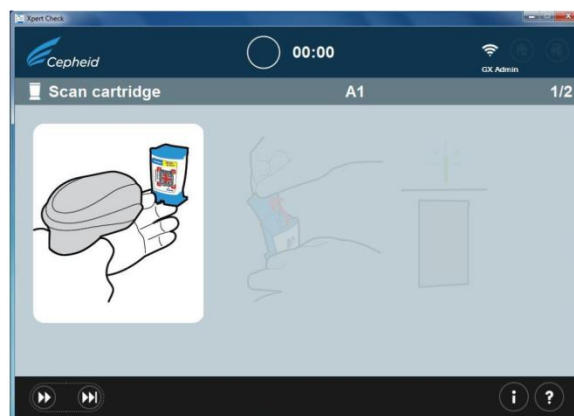 Xpert Check
Cepheid
00:00
GX Admin
Scan cartridge
A1
1/2
i
?